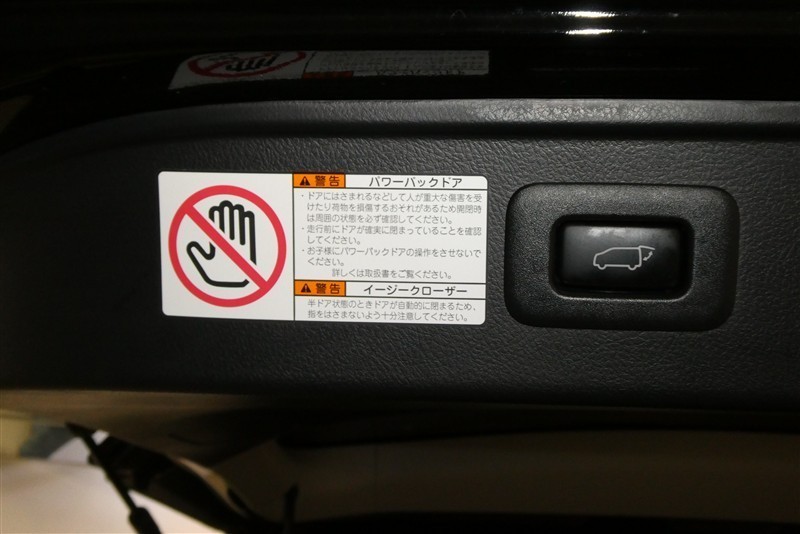 警告 パワーバックドア
・ドアにはさまれるなどして人が重大な傷害を受
けたり荷物を損傷するおそれがあるため開閉時
は周囲の状態を必ず確認してください。
・走行前にドアが確実に閉まっていることを確認
してください。
・お子様にパワーバックドアの操作をさせないで
ください。
詳しくは取扱書をご覧ください。
警告 イージークローザー
半ドア状態のときドアが自動的に閉まるため、
指をはさまないよう十分注意してください。